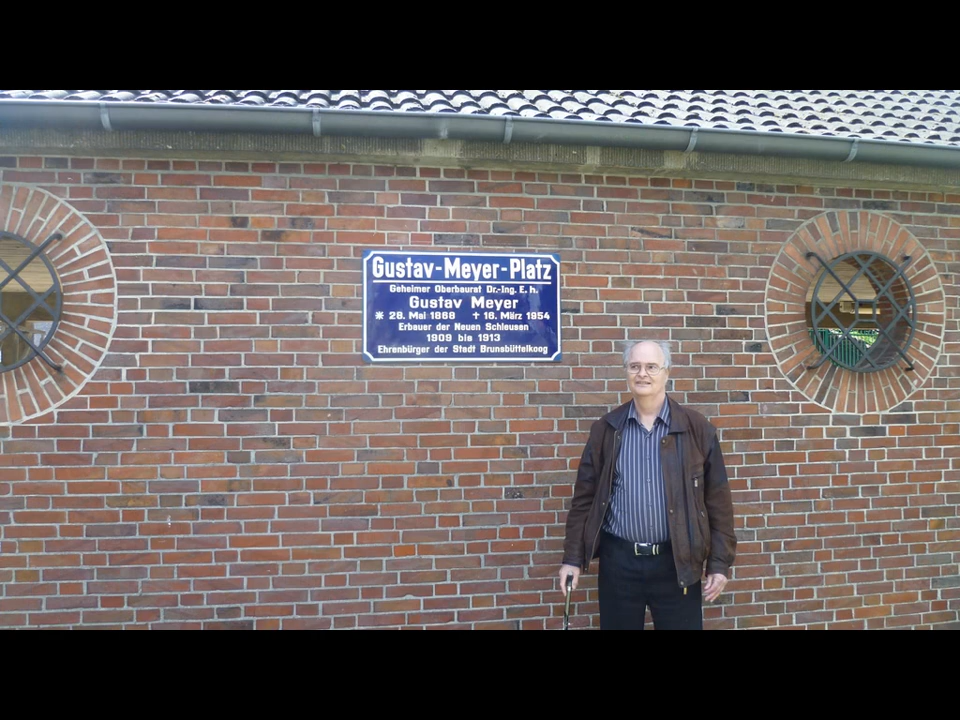 Gustav-Meyer-Platz
Geheimer Oberbaurat Dr.-Ing. E. h.
Gustav Meyer
✳ 28. Mai 1868 ✝ 16. März 1954
Erbauer der Neuen Schleusen
1909 bis 1913
Ehrenbürger der Stadt Brunsbüttelkoog